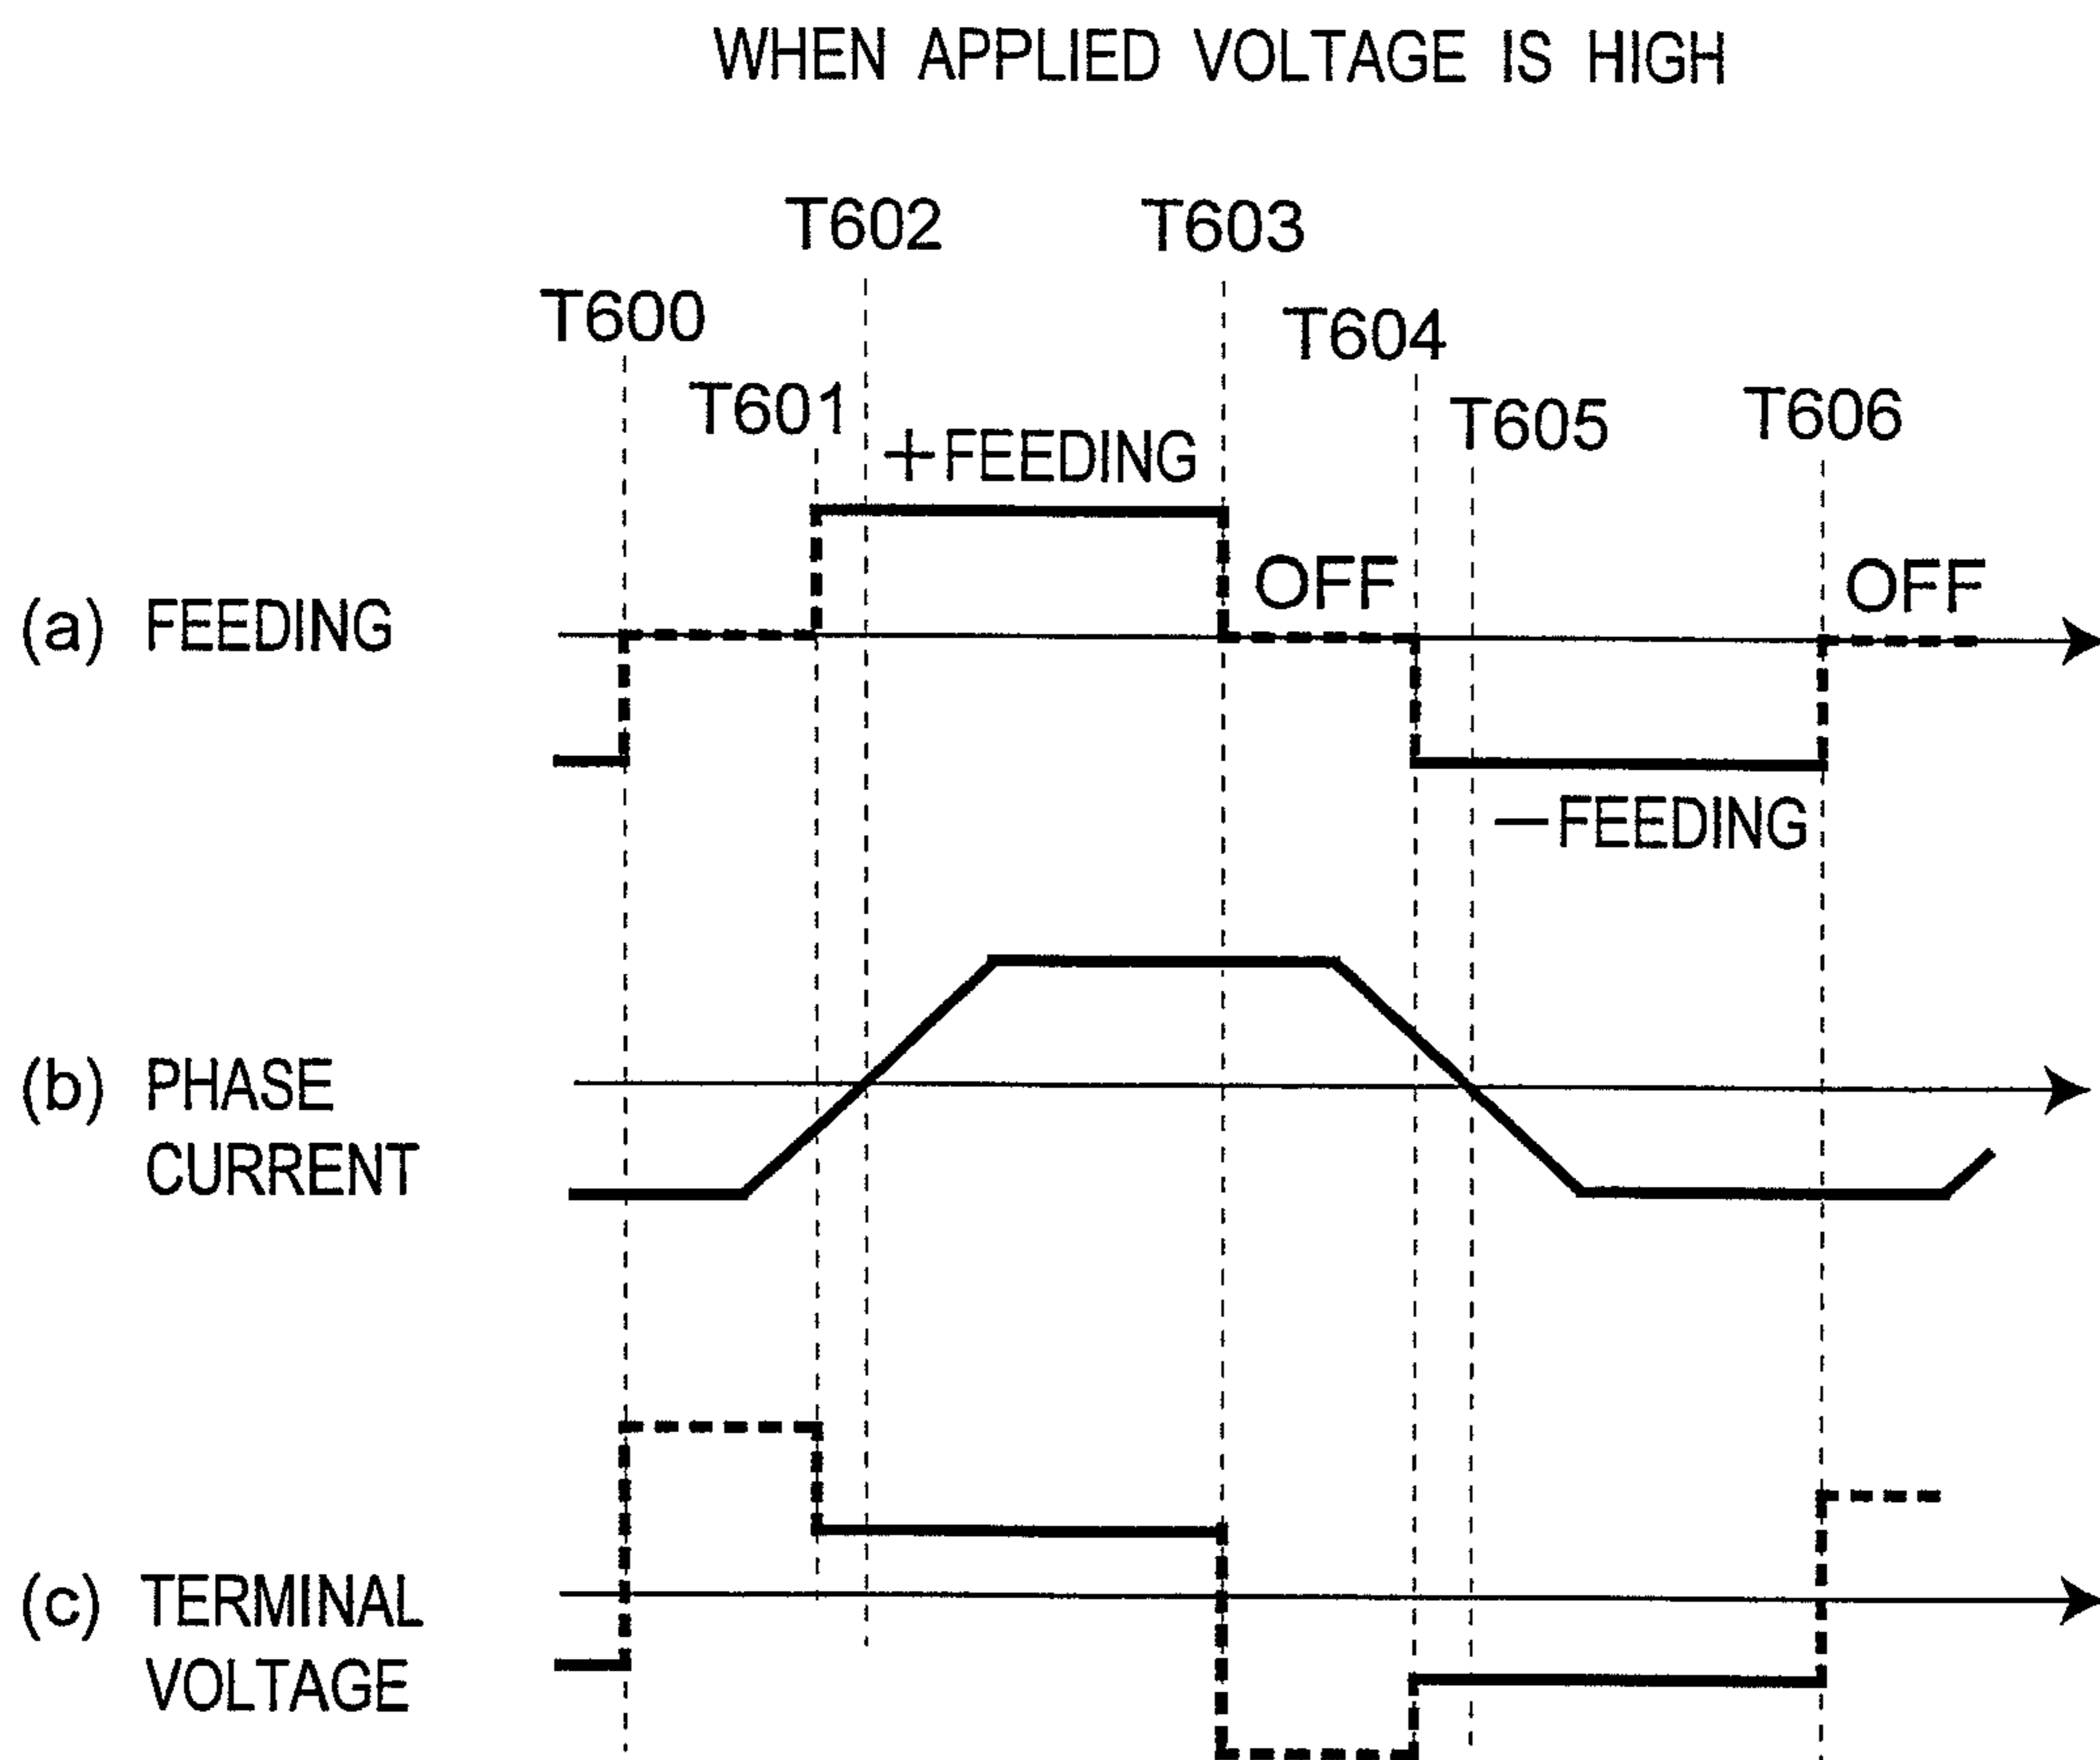 WHEN APPLIED VOLTAGE IS HIGH
T602
T603
T600
T604
T601
T605
T606
+FEEDING
OFF
OFF
(a) FEEDING
−FEEDING
(b) PHASE
CURRENT
(c) TERMINAL
VOLTAGE